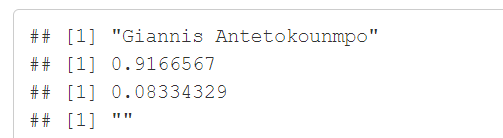 ## [1] "Giannis Antetokounmpo"
## [1] 0.9166567
## [1] 0.08334329
## [1] ""